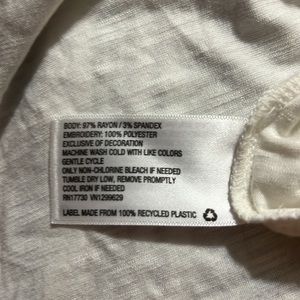 BODY: 97% RAYON / 3% SPANDEX
EMBROIDERY: 100% POLYESTER
EXCLUSIVE OF DECORATION
MACHINE WASH COLD WITH LIKE COLORS
GENTLE CYCLE
ONLY NON-CHLORINE BLEACH IF NEEDED
TUMBLE DRY LOW, REMOVE PROMPTLY
COOL IRON IF NEEDED
RN17730 VN1299629
LABEL MADE FROM 100% RECYCLED PLASTIC